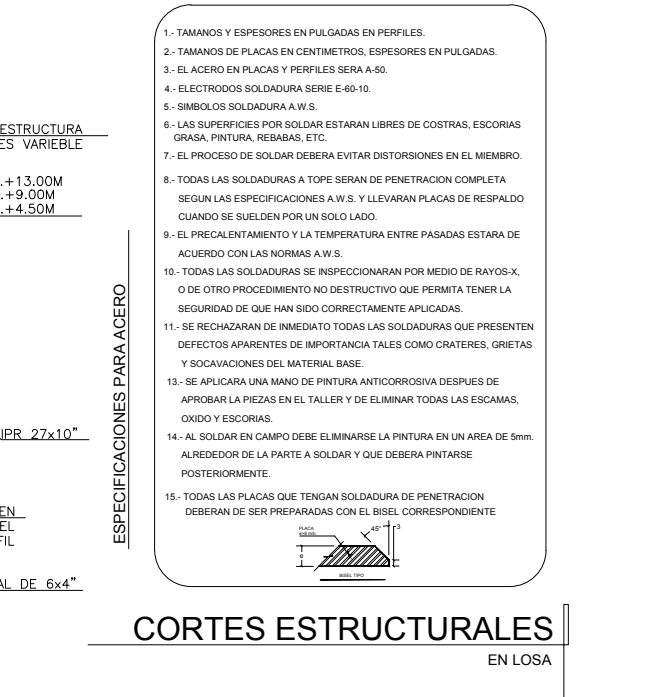 1.- TAMANOS Y ESPESORES EN PULGADAS EN PERFILES.
2.- TAMANOS DE PLACAS EN CENTIMETROS, ESPESORES EN PULGADAS.
3.- EL ACERO EN PLACAS Y PERFILES SERA A-50.
4.- ELECTRODOS SOLDADURA SERIE E-60-10.
5.- SIMBOLOS SOLDADURA A.W.S.
6.- LAS SUPERFICIES POR SOLDAR ESTARAN LIBRES DE COSTRAS, ESCORIAS
GRASA, PINTURA, REBABAS, ETC.
7.- EL PROCESO DE SOLDAR DEBERA EVITAR DISTORSIONES EN EL MIEMBRO.
8.- TODAS LAS SOLDADURAS A TOPE SERAN DE PENETRACION COMPLETA
SEGUN LAS ESPECIFICACIONES A.W.S. Y LLEVARAN PLACAS DE RESPALDO
CUANDO SE SUELDEN POR UN SOLO LADO.
9.- EL PRECALENTAMIENTO Y LA TEMPERATURA ENTRE PASADAS ESTARA DE
ACUERDO CON LAS NORMAS A.W.S.
10.- TODAS LAS SOLDADURAS SE INSPECCIONARAN POR MEDIO DE RAYOS-X,
O DE OTRO PROCEDIMIENTO NO DESTRUCTIVO QUE PERMITA TENER LA
SEGURIDAD DE QUE HAN SIDO CORRECTAMENTE APLICADAS.
11.- SE RECHAZARAN DE INMEDIATO TODAS LAS SOLDADURAS QUE PRESENTEN
DEFECTOS APARENTES DE IMPORTANCIA TALES COMO CRATERES, GRIETAS
Y SOCAVACIONES DEL MATERIAL BASE.
13.- SE APLICARA UNA MANO DE PINTURA ANTICORROSIVA DESPUES DE
APROBAR LA PIEZAS EN EL TALLER Y DE ELIMINAR TODAS LAS ESCAMAS,
OXIDO Y ESCORIAS.
14.- AL SOLDAR EN CAMPO DEBE ELIMINARSE LA PINTURA EN UN AREA DE 5mm.
ALREDEDOR DE LA PARTE A SOLDAR Y QUE DEBERA PINTARSE
POSTERIORMENTE.
15.- TODAS LAS PLACAS QUE TENGAN SOLDADURA DE PENETRACION
DEBERAN DE SER PREPARADAS CON EL BISEL CORRESPONDIENTE
PLACA
45°
3
e
BISEL TIPO
ESPECIFICACIONES PARA ACERO
ESTRUCTURA
ES VARIEBLE
.+13.00M
.+9.00M
.+4.50M
IPR 27x10"
EN
EL
FIL
AL DE 6x4"
CORTES ESTRUCTURALES
EN LOSA